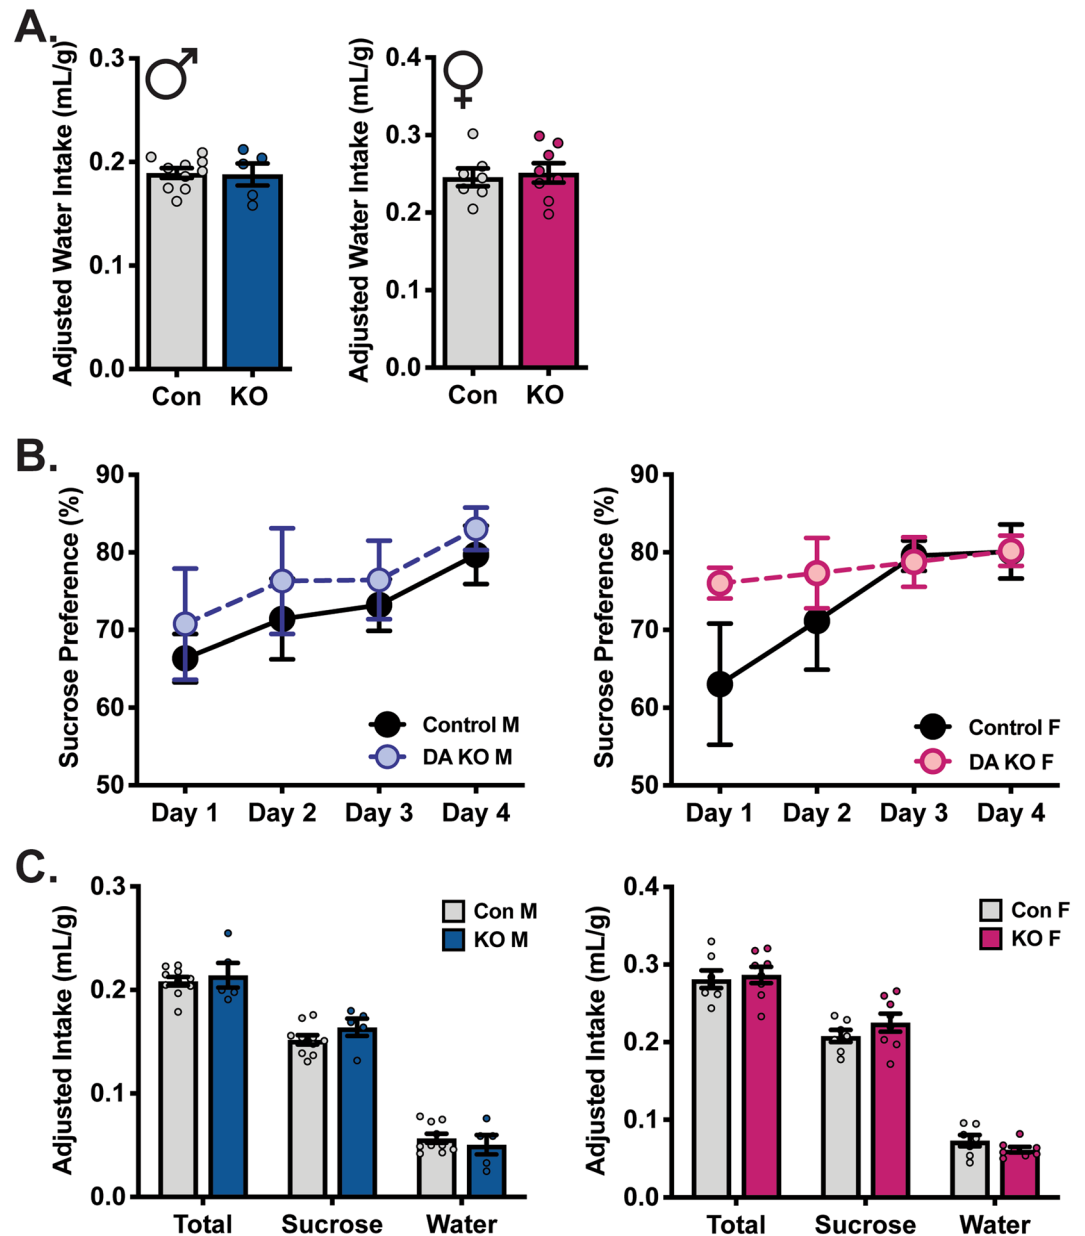 A.
Adjusted Water Intake (mL/g)
0.3
0.2
0.1
0.0
Con KO
♂
Adjusted Water Intake (mL/g)
0.4
0.3
0.2
0.1
0.0
Con KO
♀
B.
Sucrose Preference (%)
90
80
70
60
50
Day 1 Day 2 Day 3 Day 4
Control M
DA KO M
Sucrose Preference (%)
90
80
70
60
50
Day 1 Day 2 Day 3 Day 4
Control F
DA KO F
C.
Adjusted Intake (mL/g)
0.3
0.2
0.1
0.0
Total Sucrose Water
Con M
KO M
Adjusted Intake (mL/g)
0.4
0.3
0.2
0.1
0.0
Total Sucrose Water
Con F
KO F